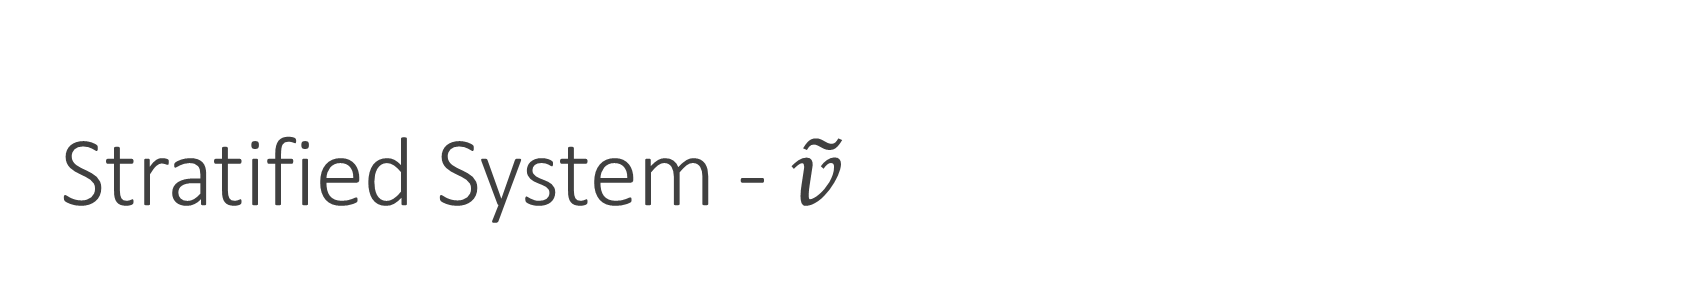 Stratified System - ṽ